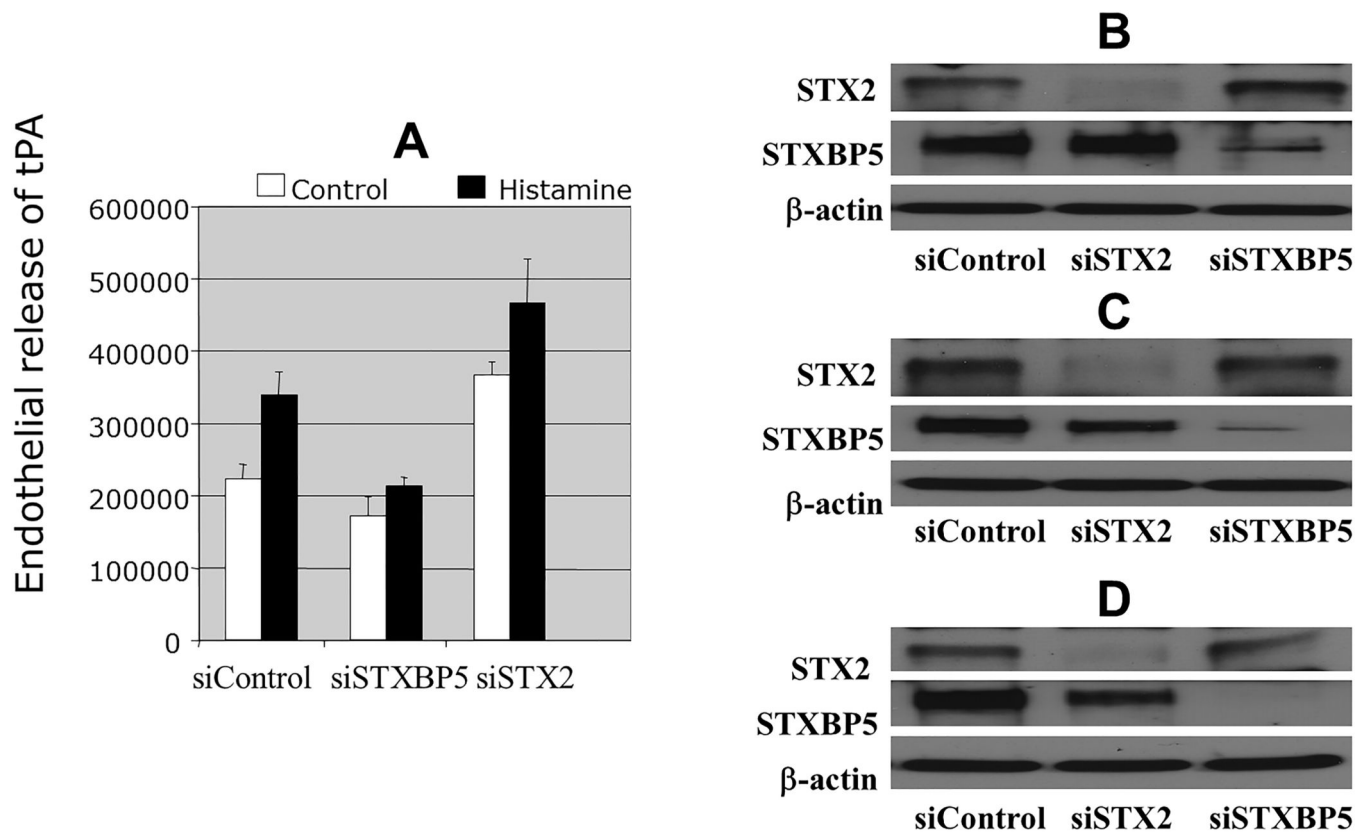 A
Control Histamine
Endothelial release of tPA
600000
500000
400000
300000
200000
100000
0
siControl siSTXBP5 siSTX2
B
STX2
STXBP5
β-actin
siControl siSTX2 siSTXBP5
C
STX2
STXBP5
β-actin
siControl siSTX2 siSTXBP5
D
STX2
STXBP5
β-actin
siControl siSTX2 siSTXBP5